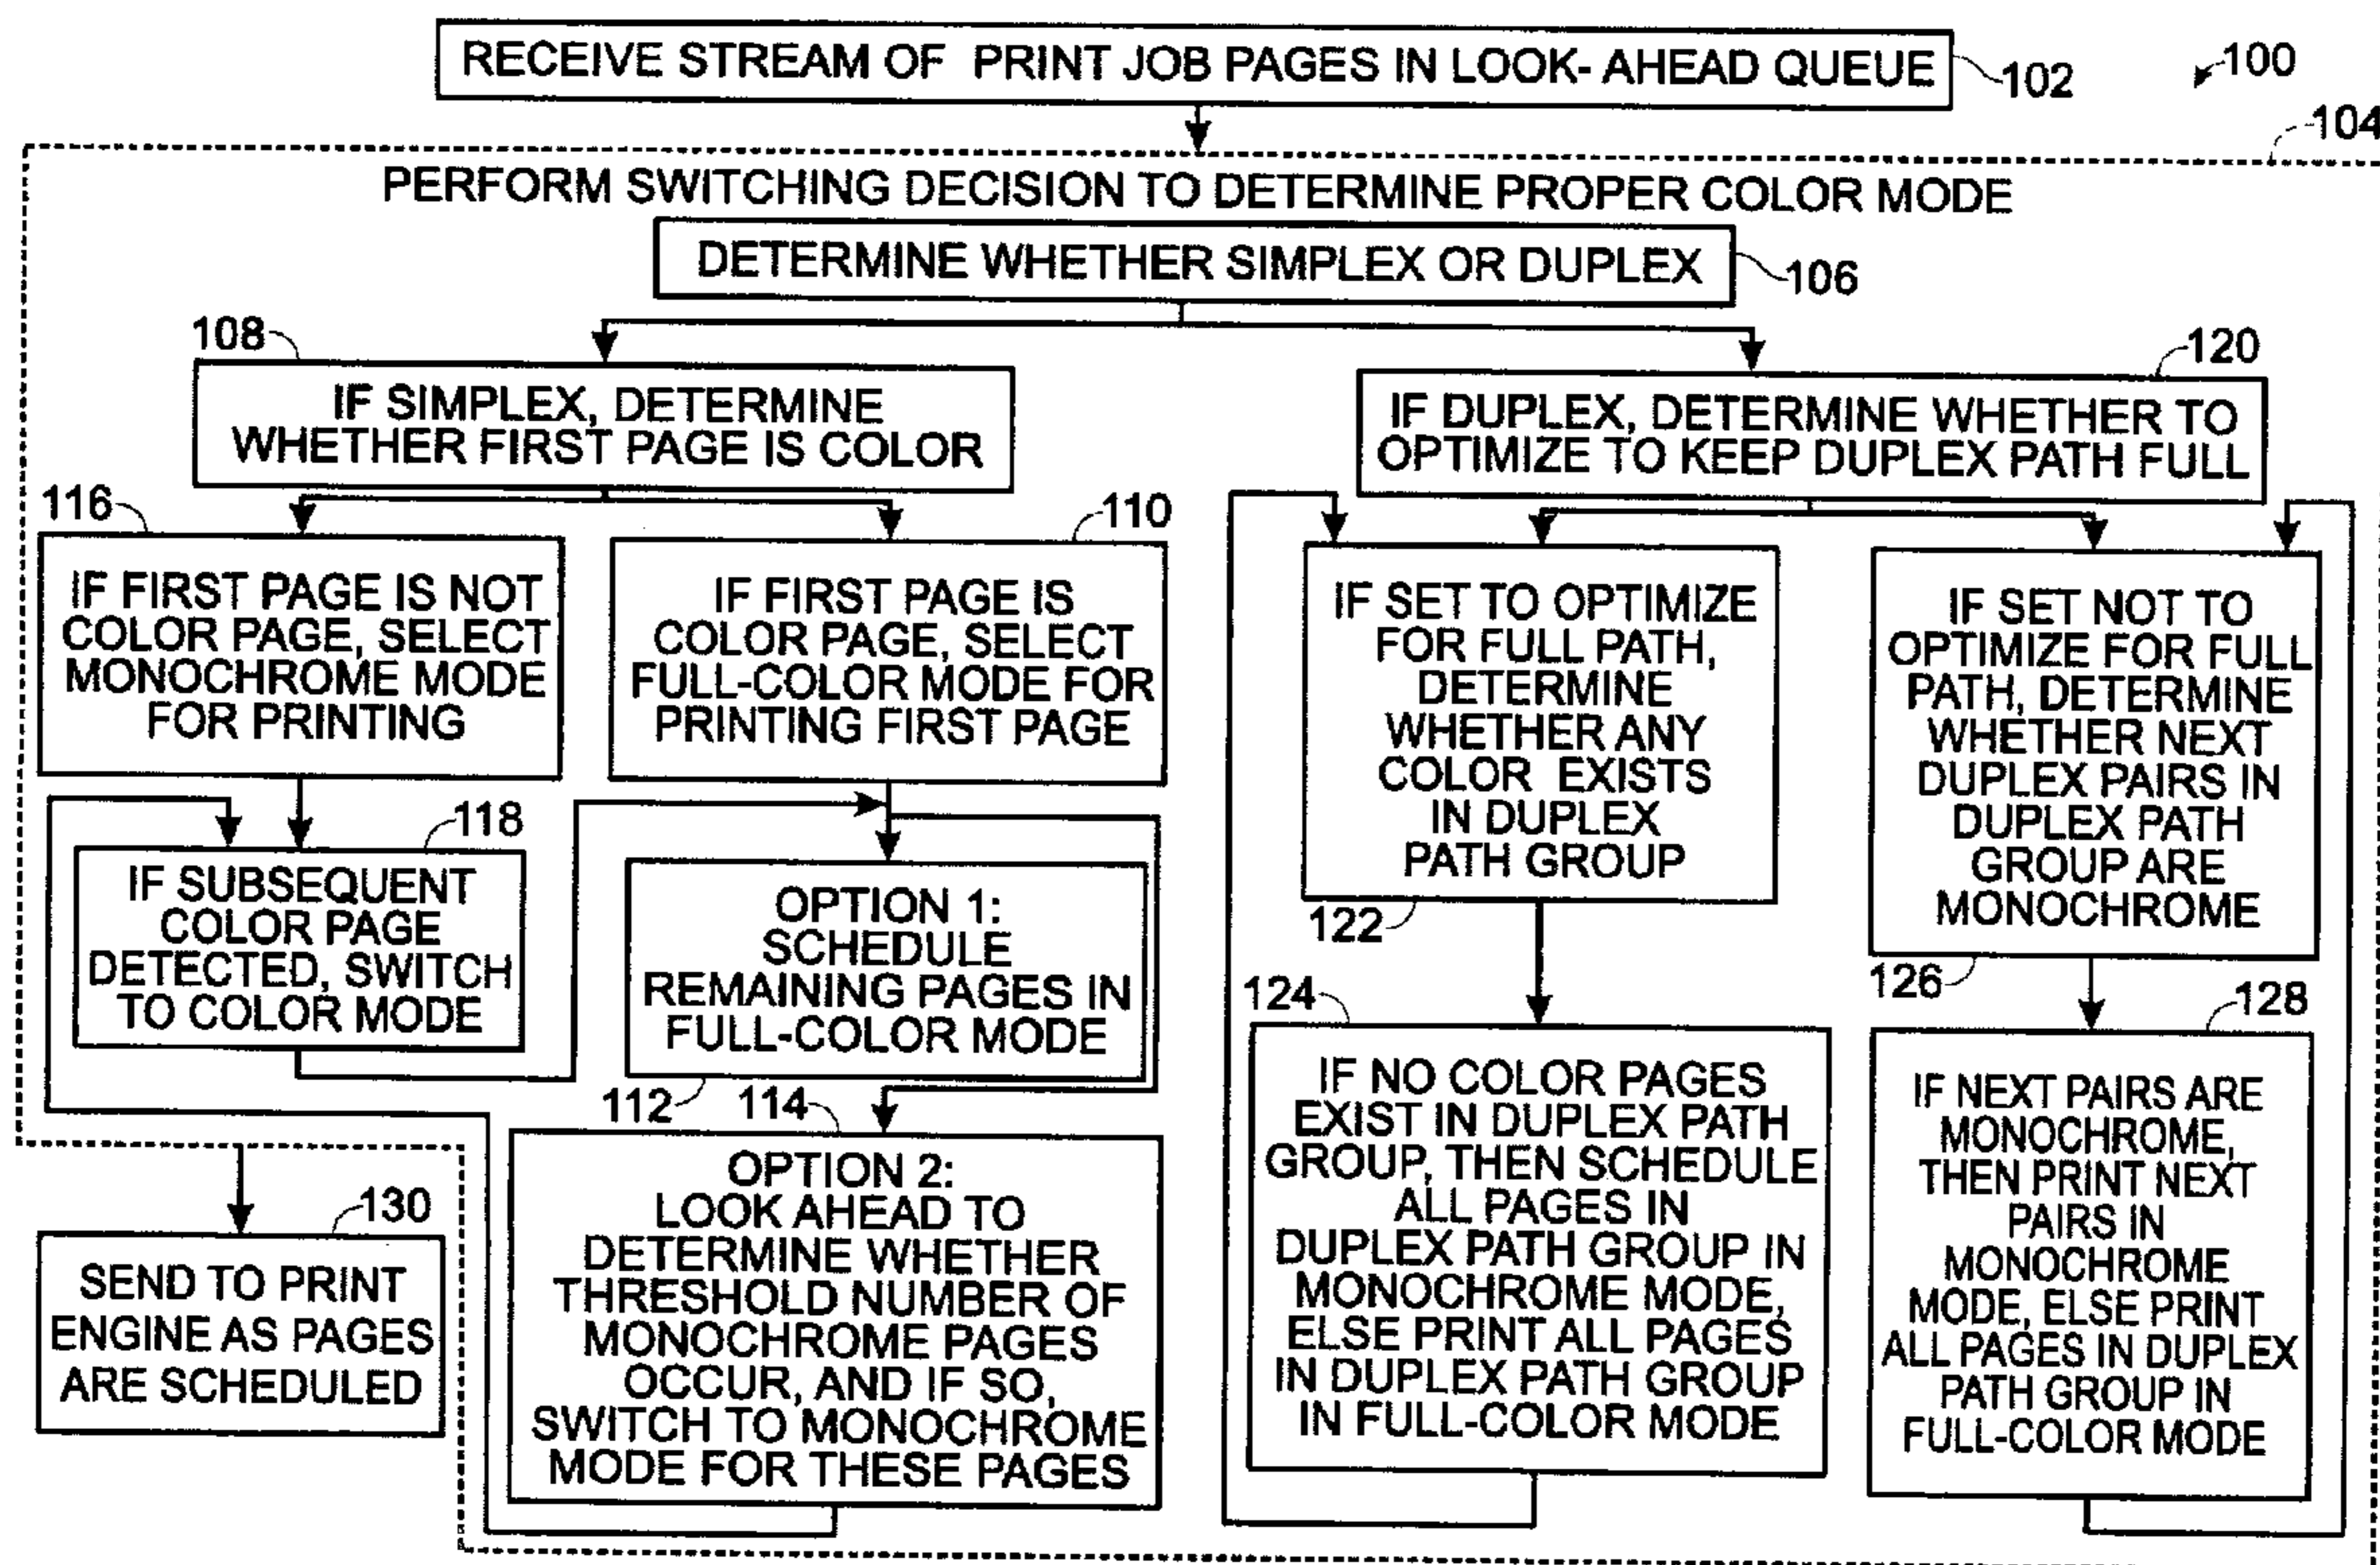 RECEIVE STREAM OF PRINT JOB PAGES IN LOOK-AHEAD QUEUE
102
100
104
PERFORM SWITCHING DECISION TO DETERMINE PROPER COLOR MODE
DETERMINE WHETHER SIMPLEX OR DUPLEX
106
108
IF SIMPLEX, DETERMINE
WHETHER FIRST PAGE IS COLOR
120
IF DUPLEX, DETERMINE WHETHER TO
OPTIMIZE TO KEEP DUPLEX PATH FULL
116
IF FIRST PAGE IS NOT
COLOR PAGE, SELECT
MONOCHROME MODE
FOR PRINTING
110
IF FIRST PAGE IS
COLOR PAGE, SELECT
FULL-COLOR MODE FOR
PRINTING FIRST PAGE
118
IF SUBSEQUENT
COLOR PAGE
DETECTED, SWITCH
TO COLOR MODE
OPTION 1:
SCHEDULE
REMAINING PAGES IN
FULL-COLOR MODE
112
114
OPTION 2:
LOOK AHEAD TO
DETERMINE WHETHER
THRESHOLD NUMBER OF
MONOCHROME PAGES
OCCUR, AND IF SO,
SWITCH TO MONOCHROME
MODE FOR THESE PAGES
130
SEND TO PRINT
ENGINE AS PAGES
ARE SCHEDULED
IF SET TO OPTIMIZE
FOR FULL PATH,
DETERMINE
WHETHER ANY
COLOR EXISTS
IN DUPLEX
PATH GROUP
122
124
IF NO COLOR PAGES
EXIST IN DUPLEX PATH
GROUP, THEN SCHEDULE
ALL PAGES IN
DUPLEX PATH GROUP IN
MONOCHROME MODE,
ELSE PRINT ALL PAGES
IN DUPLEX PATH GROUP
IN FULL-COLOR MODE
IF SET NOT TO
OPTIMIZE FOR FULL
PATH, DETERMINE
WHETHER NEXT
DUPLEX PAIRS IN
DUPLEX PATH
GROUP ARE
MONOCHROME
126
128
IF NEXT PAIRS ARE
MONOCHROME,
THEN PRINT NEXT
PAIRS IN
MONOCHROME
MODE, ELSE PRINT
ALL PAGES IN DUPLEX
PATH GROUP IN
FULL-COLOR MODE